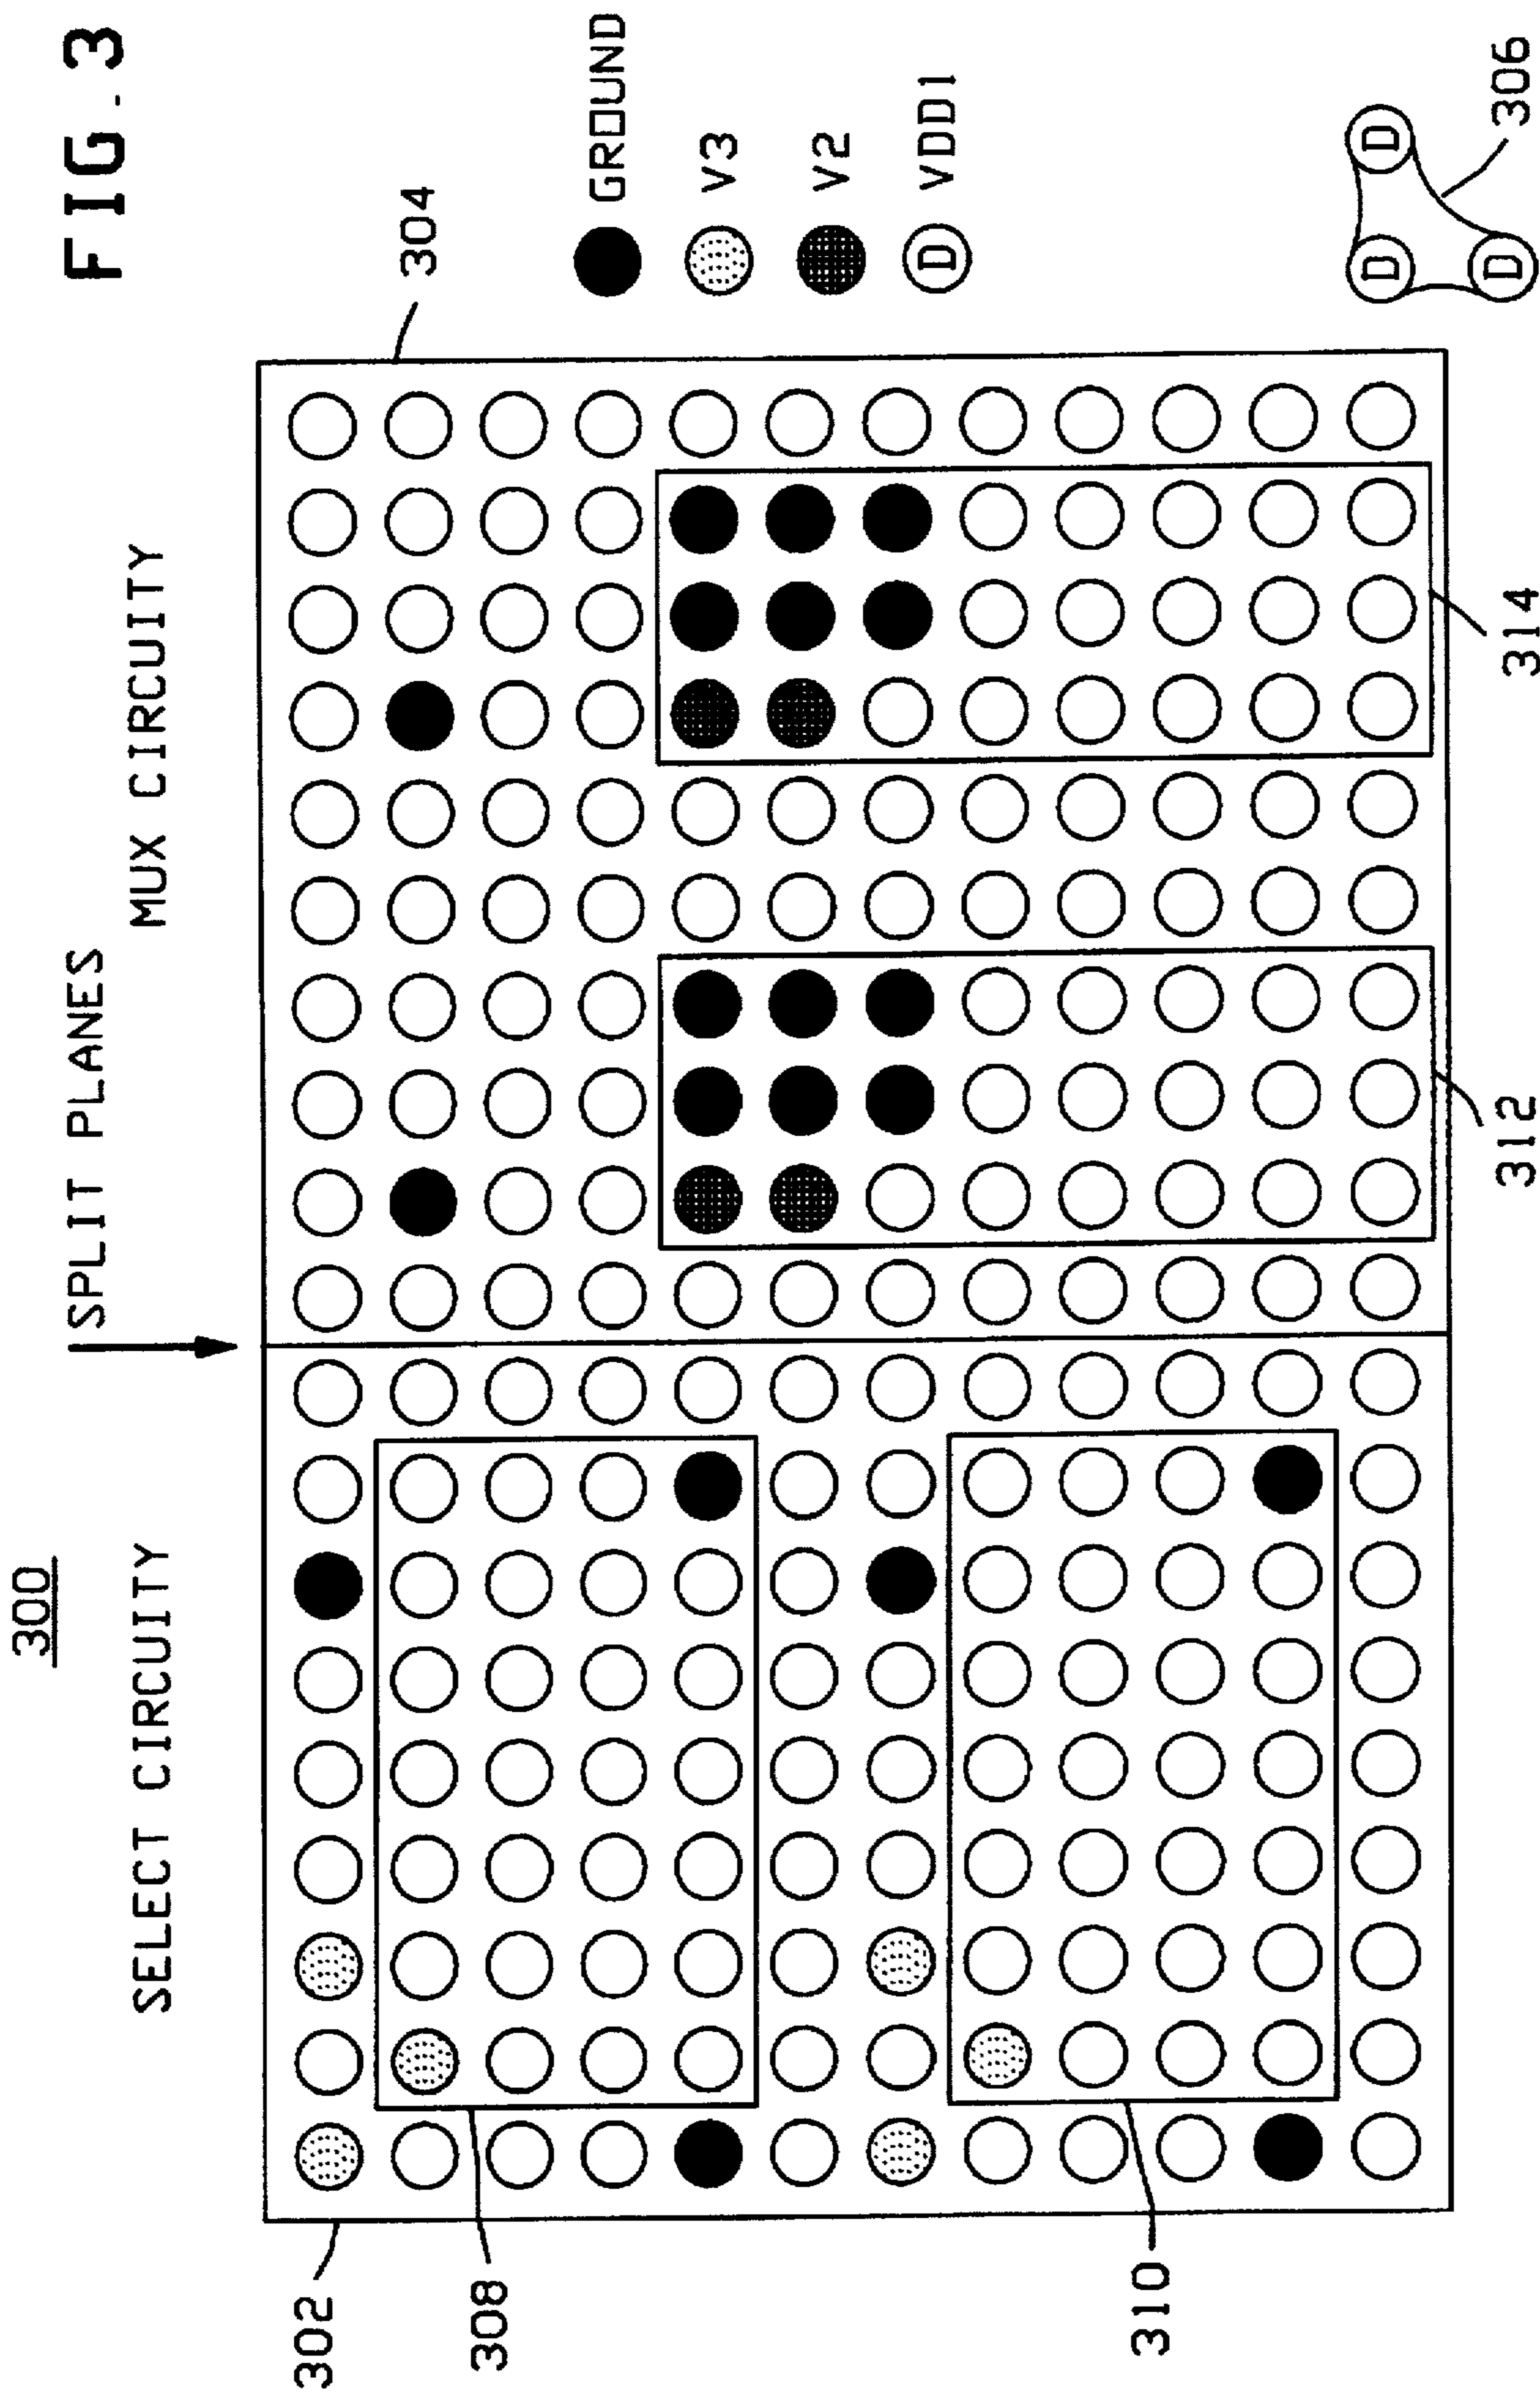 FIG. 3
300
SPLIT PLANES
SELECT CIRCUITY
MUX CIRCUITY
302
304
308
310
312
314
GROUND
V3
V2
D VDD1
D
D
D
306